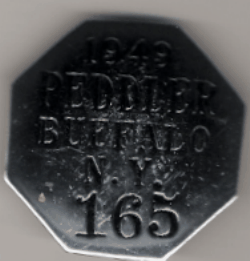 1949
PEDDLER
BUFFALO
N.Y.
165